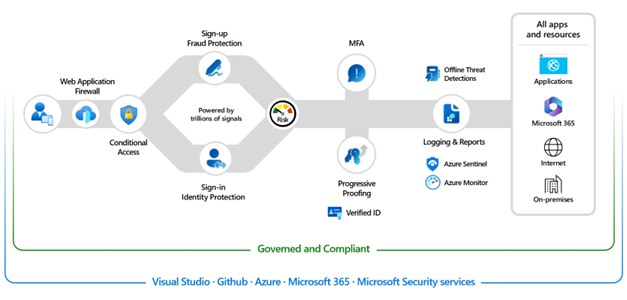 Web Application
Firewall
Conditional
Access
Sign-up
Fraud Protection
Powered by
trillions of signals
Sign-in
Identity Protection
Risk
MFA
Progressive
Proofing
Verified ID
Offline Threat
Detections
Logging & Reports
Azure Sentinel
Azure Monitor
All apps
and resources
Applications
Microsoft 365
Internet
On-premises
Governed and Compliant
Visual Studio · Github · Azure · Microsoft 365 · Microsoft Security services